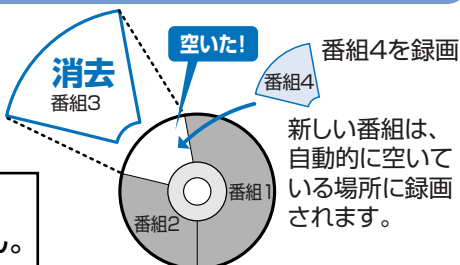 消去
番組3
空いた!
番組4
番組4を録画
新しい番組は、
自動的に空いて
いる場所に録画
されます。
番組1
番組2
ん。